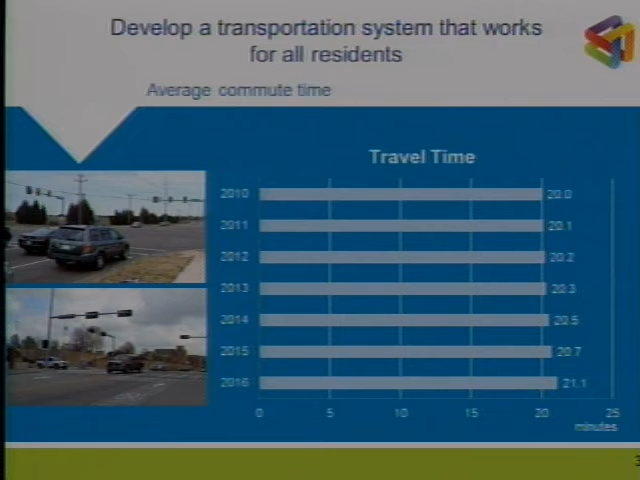 Develop a transportation system that works
for all residents
Average commute time
Travel Time
2010 20.0
2011 20.1
2012 20.2
2013 20.3
2014 20.5
2015 20.7
2016 21.1
0 5 10 15 20 25
minutes
3